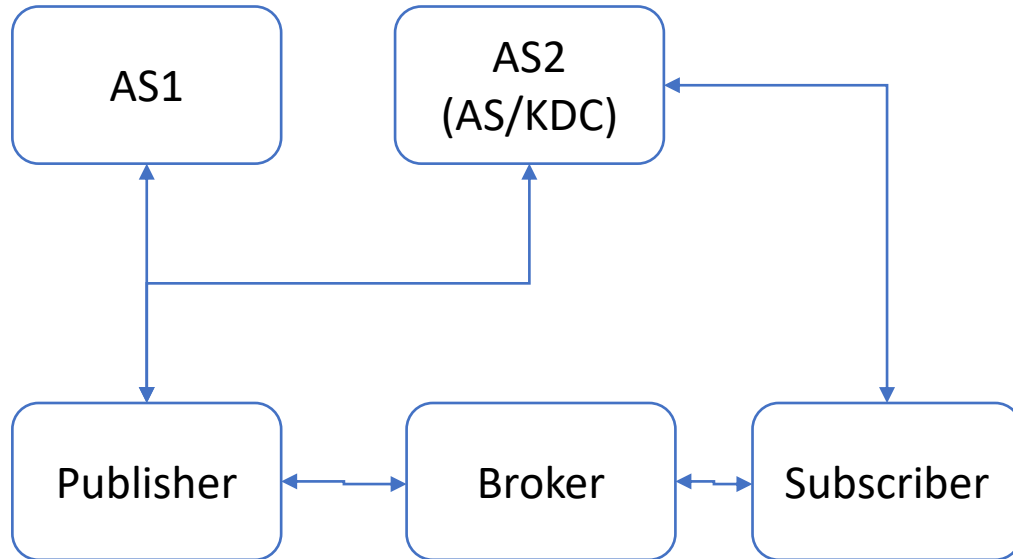 AS1
AS2
(AS/KDC)
Publisher
Broker
Subscriber